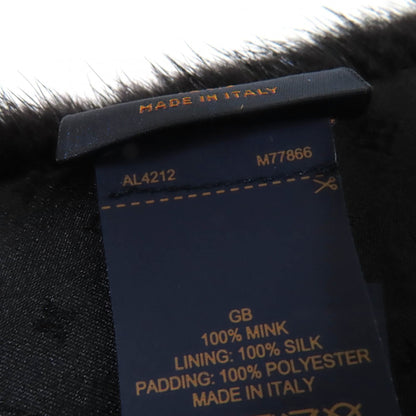 MADE IN ITALY
AL4212 M77866
GB
100% MINK
LINING: 100% SILK
PADDING: 100% POLYESTER
MADE IN ITALY